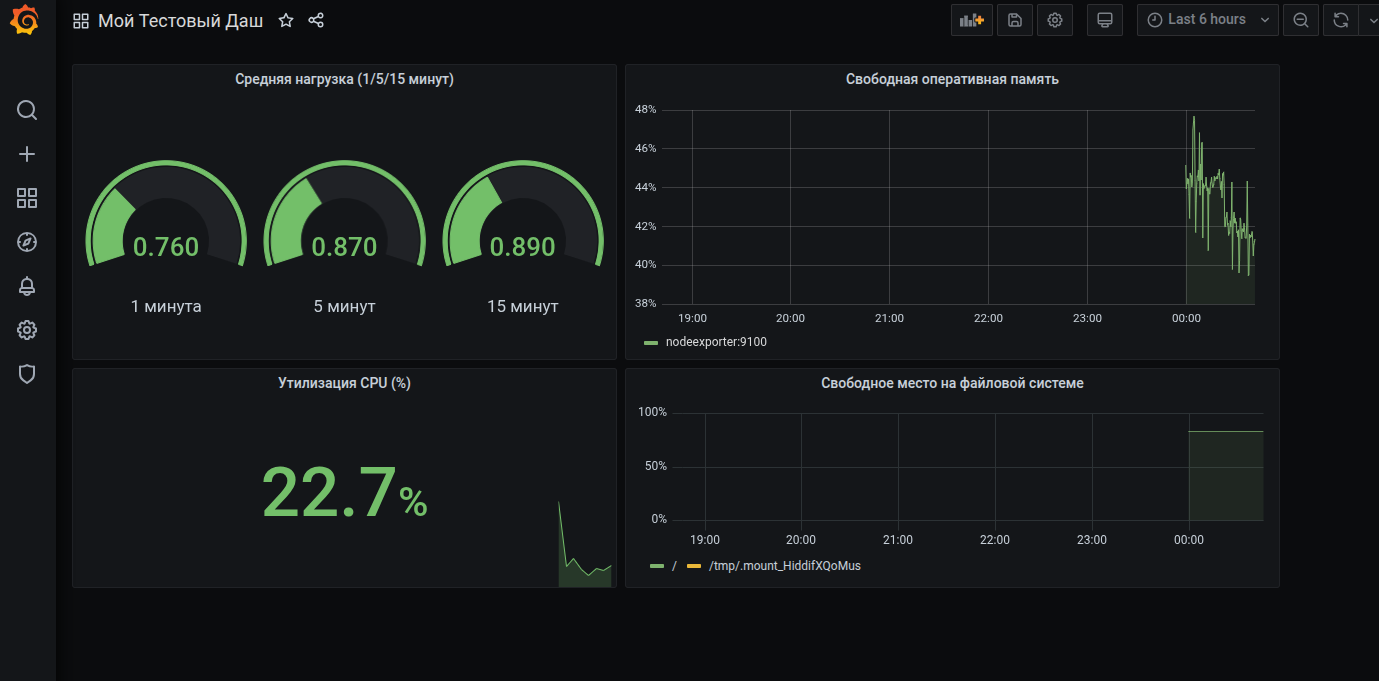 Мой Тестовый Даш
Last 6 hours
Средняя нагрузка (1/5/15 минут)
0.760
0.870
0.890
1 минута
5 минут
15 минут
Свободная оперативная память
48%
46%
44%
42%
40%
38%
19:00
20:00
21:00
22:00
23:00
00:00
nodeexporter:9100
Утилизация CPU (%)
22.7%
Свободное место на файловой системе
100%
50%
0%
19:00
20:00
21:00
22:00
23:00
00:00
/
/tmp/.mount_HiddifXQoMus